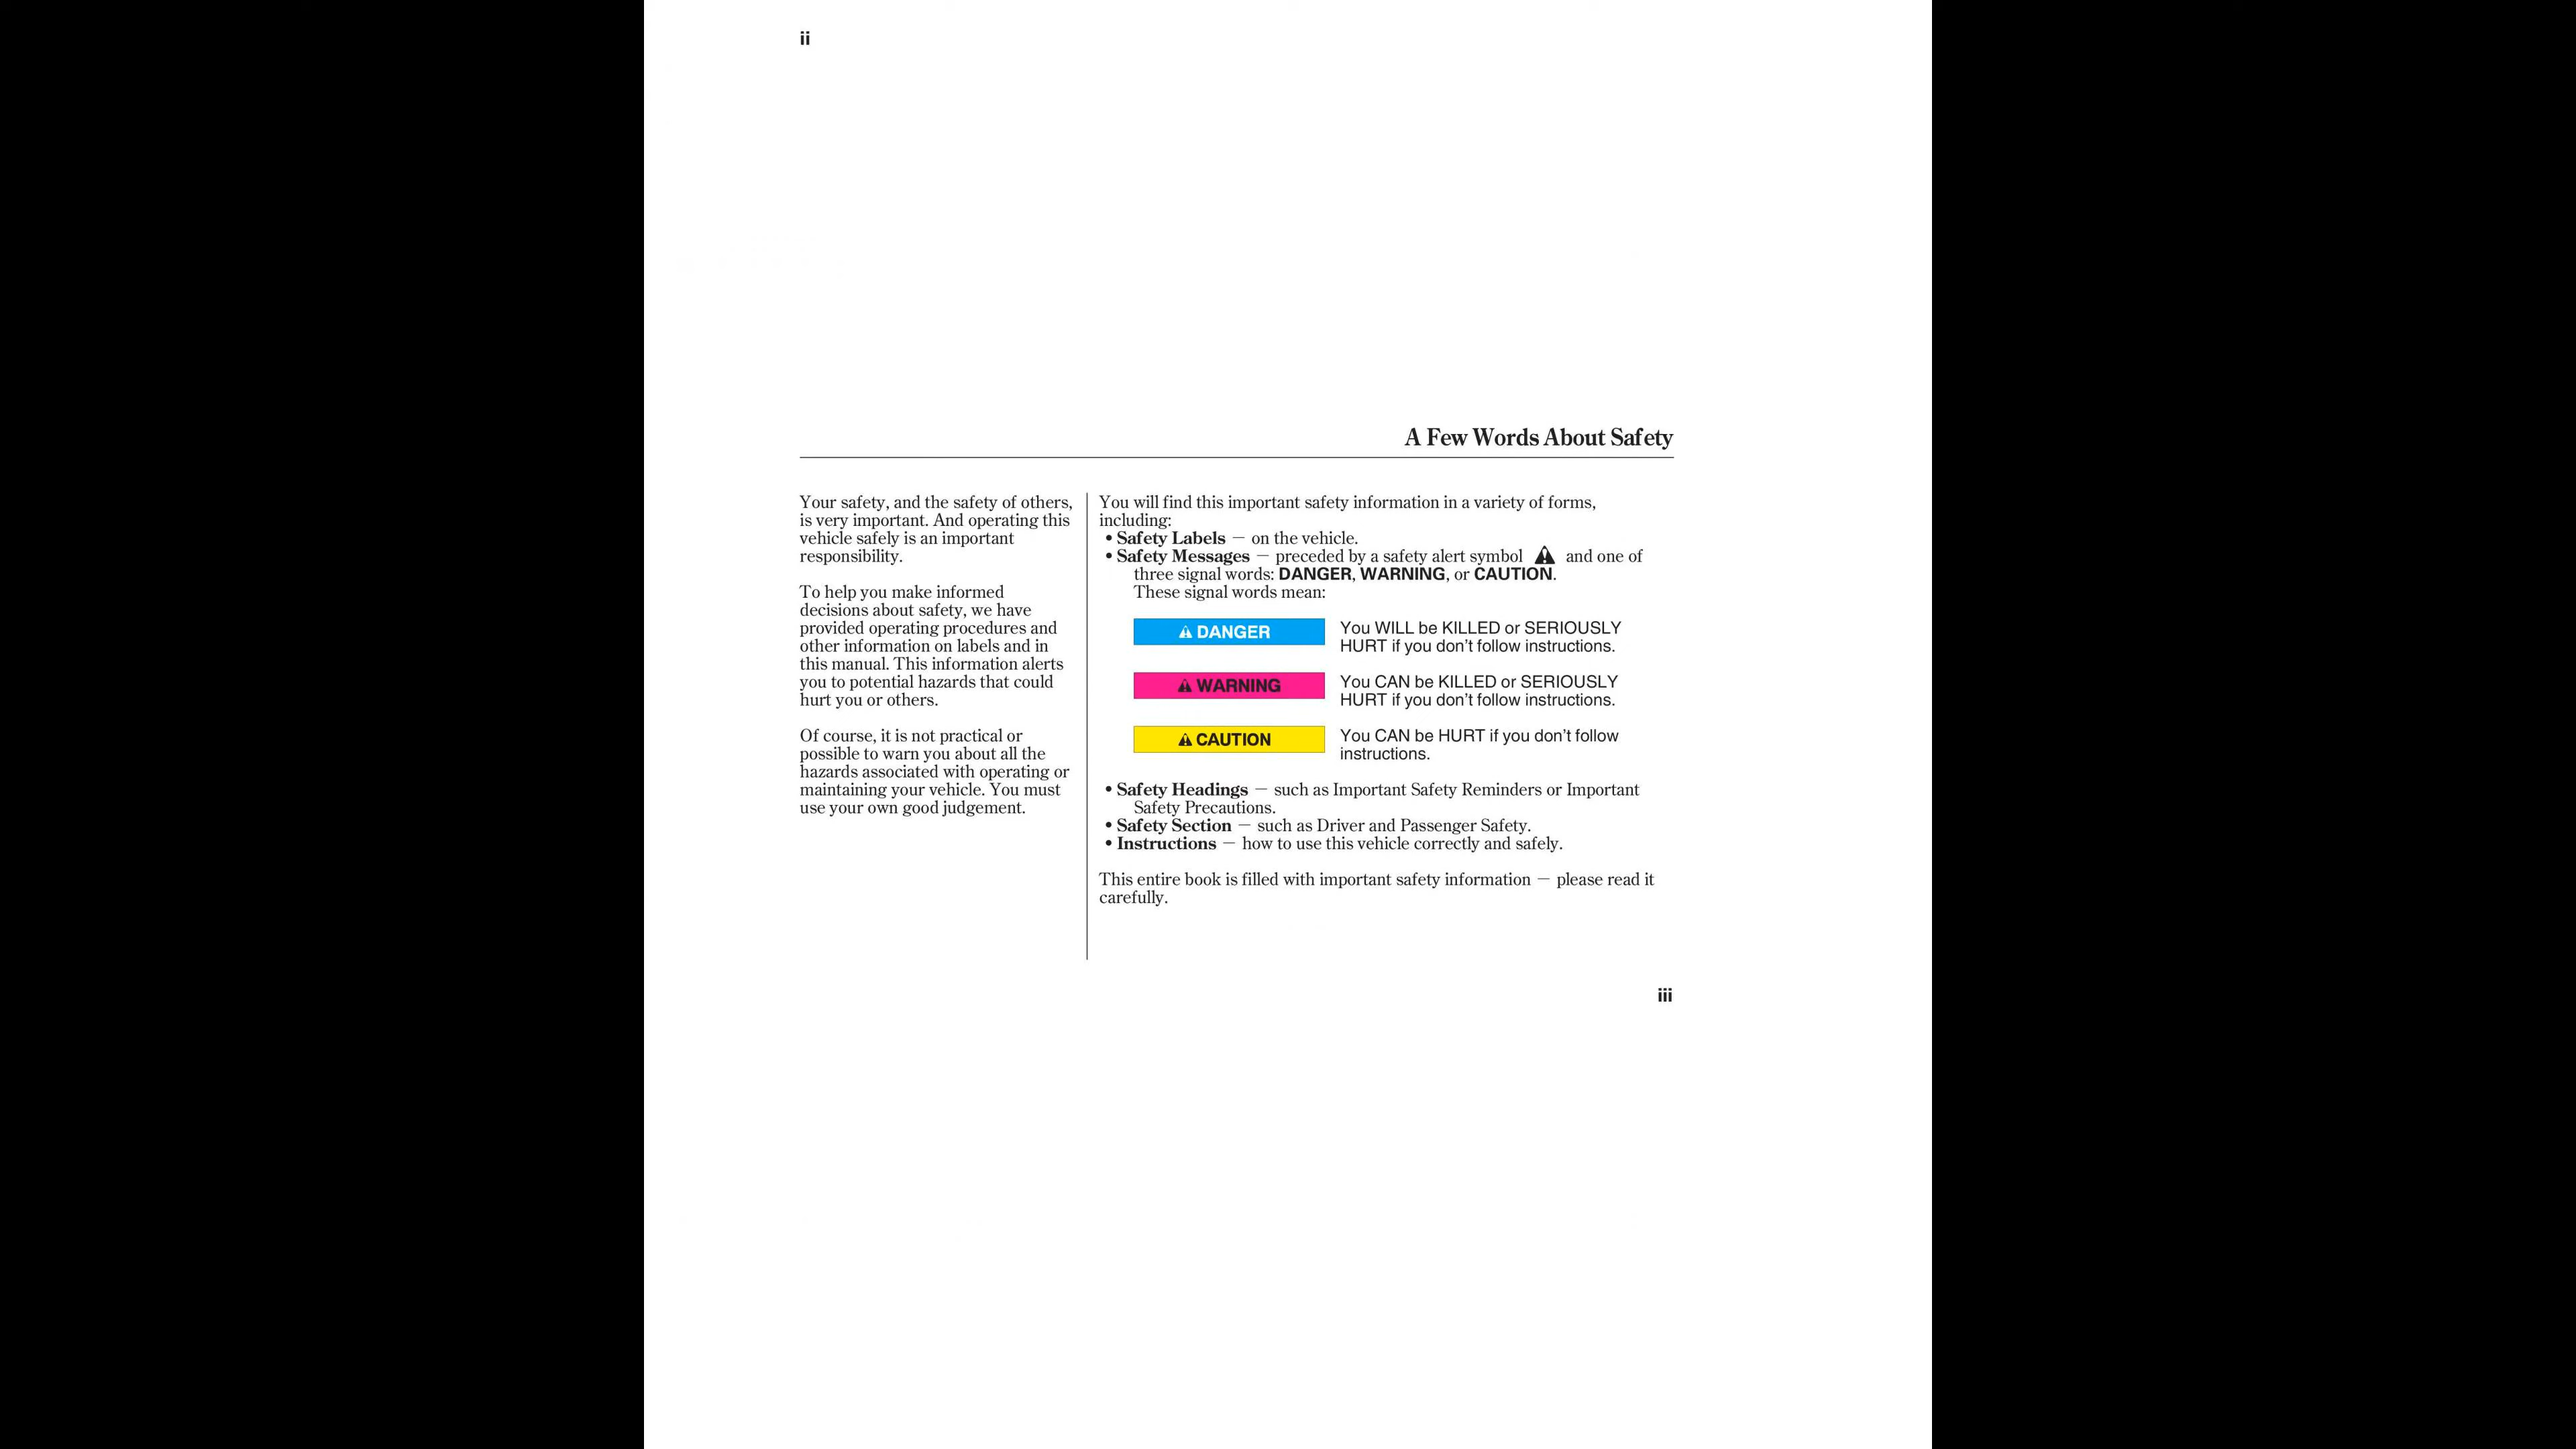 ii
A Few Words About Safety
Your safety, and the safety of others,
is very important. And operating this
vehicle safely is an important
responsibility.
To help you make informed
decisions about safety, we have
provided operating procedures and
other information on labels and in
this manual. This information alerts
you to potential hazards that could
hurt you or others.
Of course, it is not practical or
possible to warn you about all the
hazards associated with operating or
maintaining your vehicle. You must
use your own good judgement.
You will find this important safety information in a variety of forms,
including:
• Safety Labels — on the vehicle.
• Safety Messages — preceded by a safety alert symbol ⚠ and one of
three signal words: DANGER, WARNING, or CAUTION.
These signal words mean:
⚠ DANGER
You WILL be KILLED or SERIOUSLY
HURT if you don't follow instructions.
⚠ WARNING
You CAN be KILLED or SERIOUSLY
HURT if you don't follow instructions.
⚠ CAUTION
You CAN be HURT if you don't follow
instructions.
• Safety Headings — such as Important Safety Reminders or Important
Safety Precautions.
• Safety Section — such as Driver and Passenger Safety.
• Instructions — how to use this vehicle correctly and safely.
This entire book is filled with important safety information — please read it
carefully.
iii